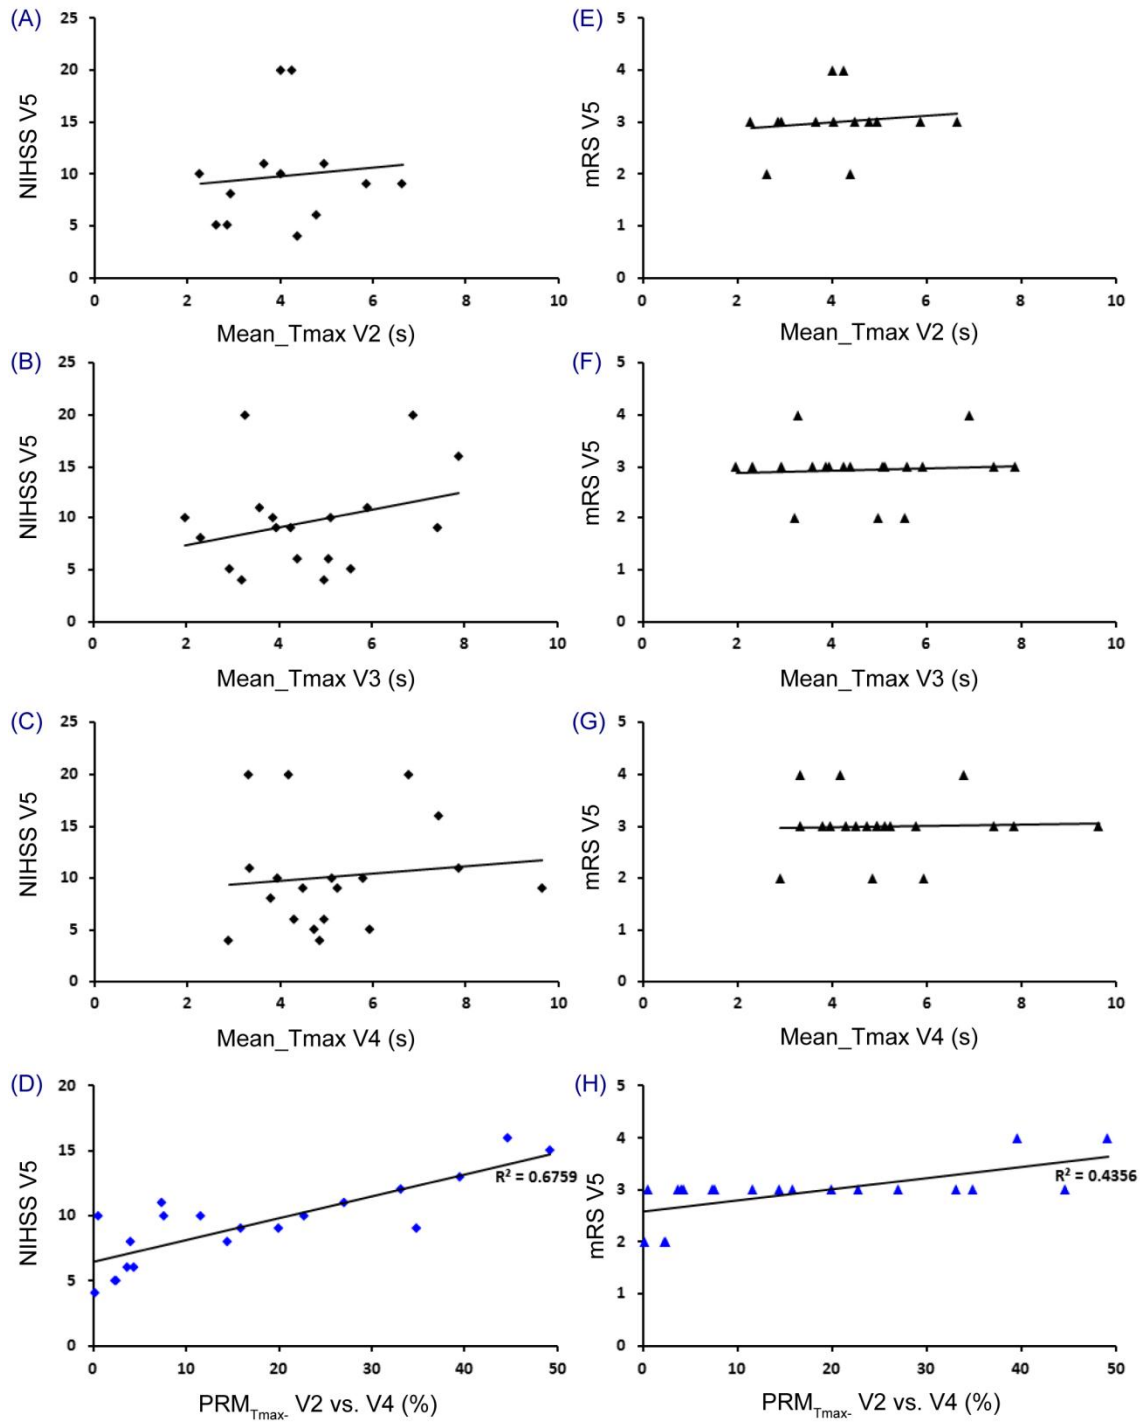 (A)
25
20
15
10
5
0
NIHSS V5
0 2 4 6 8 10
Mean_Tmax V2 (s)
(E)
5
4
3
2
1
0
mRS V5
0 2 4 6 8 10
Mean_Tmax V2 (s)
(B)
25
20
15
10
5
0
NIHSS V5
0 2 4 6 8 10
Mean_Tmax V3 (s)
(F)
5
4
3
2
1
0
mRS V5
0 2 4 6 8 10
Mean_Tmax V3 (s)
(C)
25
20
15
10
5
0
NIHSS V5
0 2 4 6 8 10
Mean_Tmax V4 (s)
(G)
5
4
3
2
1
0
mRS V5
0 2 4 6 8 10
Mean_Tmax V4 (s)
(D)
20
15
10
5
0
NIHSS V5
R² = 0.6759
0 10 20 30 40 50
PRM_Tmax- V2 vs. V4 (%)
(H)
5
4
3
2
1
0
mRS V5
R² = 0.4356
0 10 20 30 40 50
PRM_Tmax- V2 vs. V4 (%)